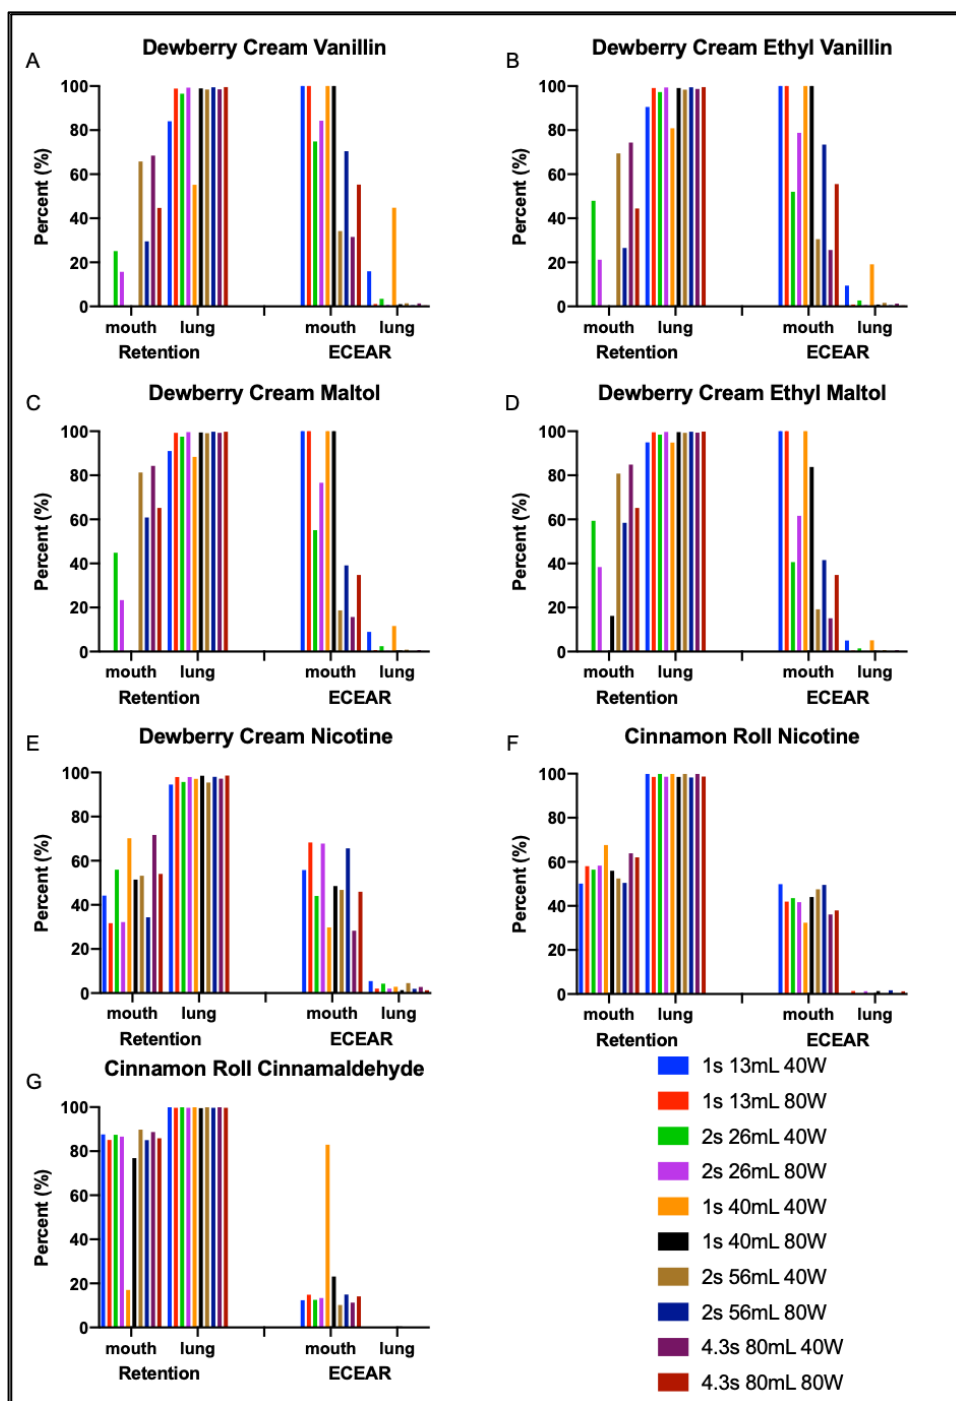 A
Dewberry Cream Vanillin
Percent (%)
100
80
60
40
20
0
mouth lung mouth lung
Retention ECEAR
B
Dewberry Cream Ethyl Vanillin
Percent (%)
100
80
60
40
20
0
mouth lung mouth lung
Retention ECEAR
C
Dewberry Cream Maltol
Percent (%)
100
80
60
40
20
0
mouth lung mouth lung
Retention ECEAR
D
Dewberry Cream Ethyl Maltol
Percent (%)
100
80
60
40
20
0
mouth lung mouth lung
Retention ECEAR
E
Dewberry Cream Nicotine
Percent (%)
100
80
60
40
20
0
mouth lung mouth lung
Retention ECEAR
F
Cinnamon Roll Nicotine
Percent (%)
100
80
60
40
20
0
mouth lung mouth lung
Retention ECEAR
G
Cinnamon Roll Cinnamaldehyde
Percent (%)
100
80
60
40
20
0
mouth lung mouth lung
Retention ECEAR
1s 13mL 40W
1s 13mL 80W
2s 26mL 40W
2s 26mL 80W
1s 40mL 40W
1s 40mL 80W
2s 56mL 40W
2s 56mL 80W
4.3s 80mL 40W
4.3s 80mL 80W